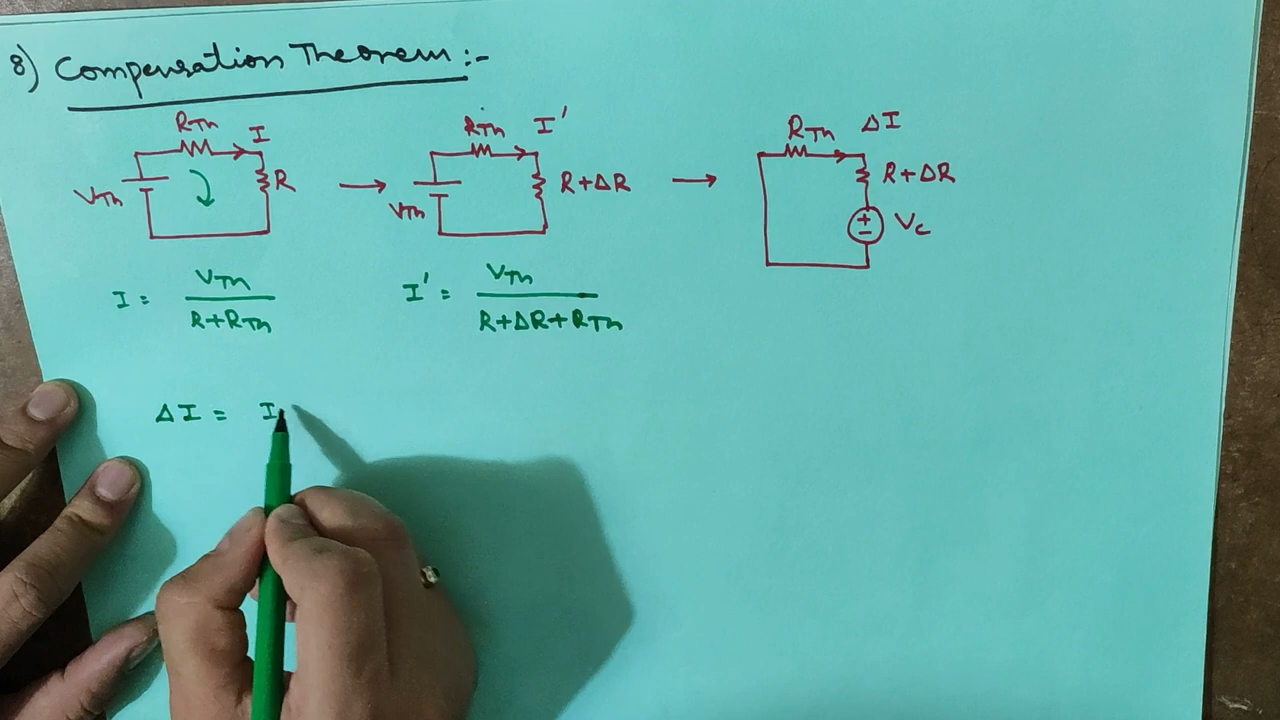 8) Compensation Theorem :-
RTh I
VTh R
RTh I'
VTh R+ΔR
RTh ΔI
R+ΔR
+
− Vc
I = VTh / R+RTh
I' = VTh / R+ΔR+RTh
ΔI = I